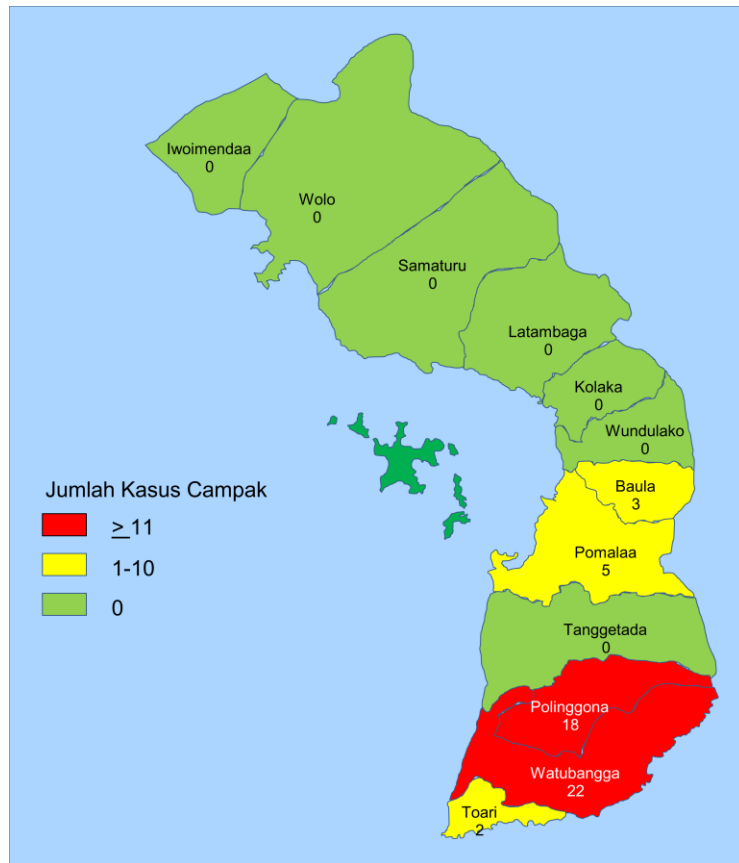 Iwoimendaa
0
Wolo
0
Samaturu
0
Latambaga
0
Kolaka
0
Wundulako
0
Baula
3
Pomalaa
5
Tanggetada
0
Polinggona
18
Watubangga
22
Toari
2
Jumlah Kasus Campak
≥ 11
1-10
0